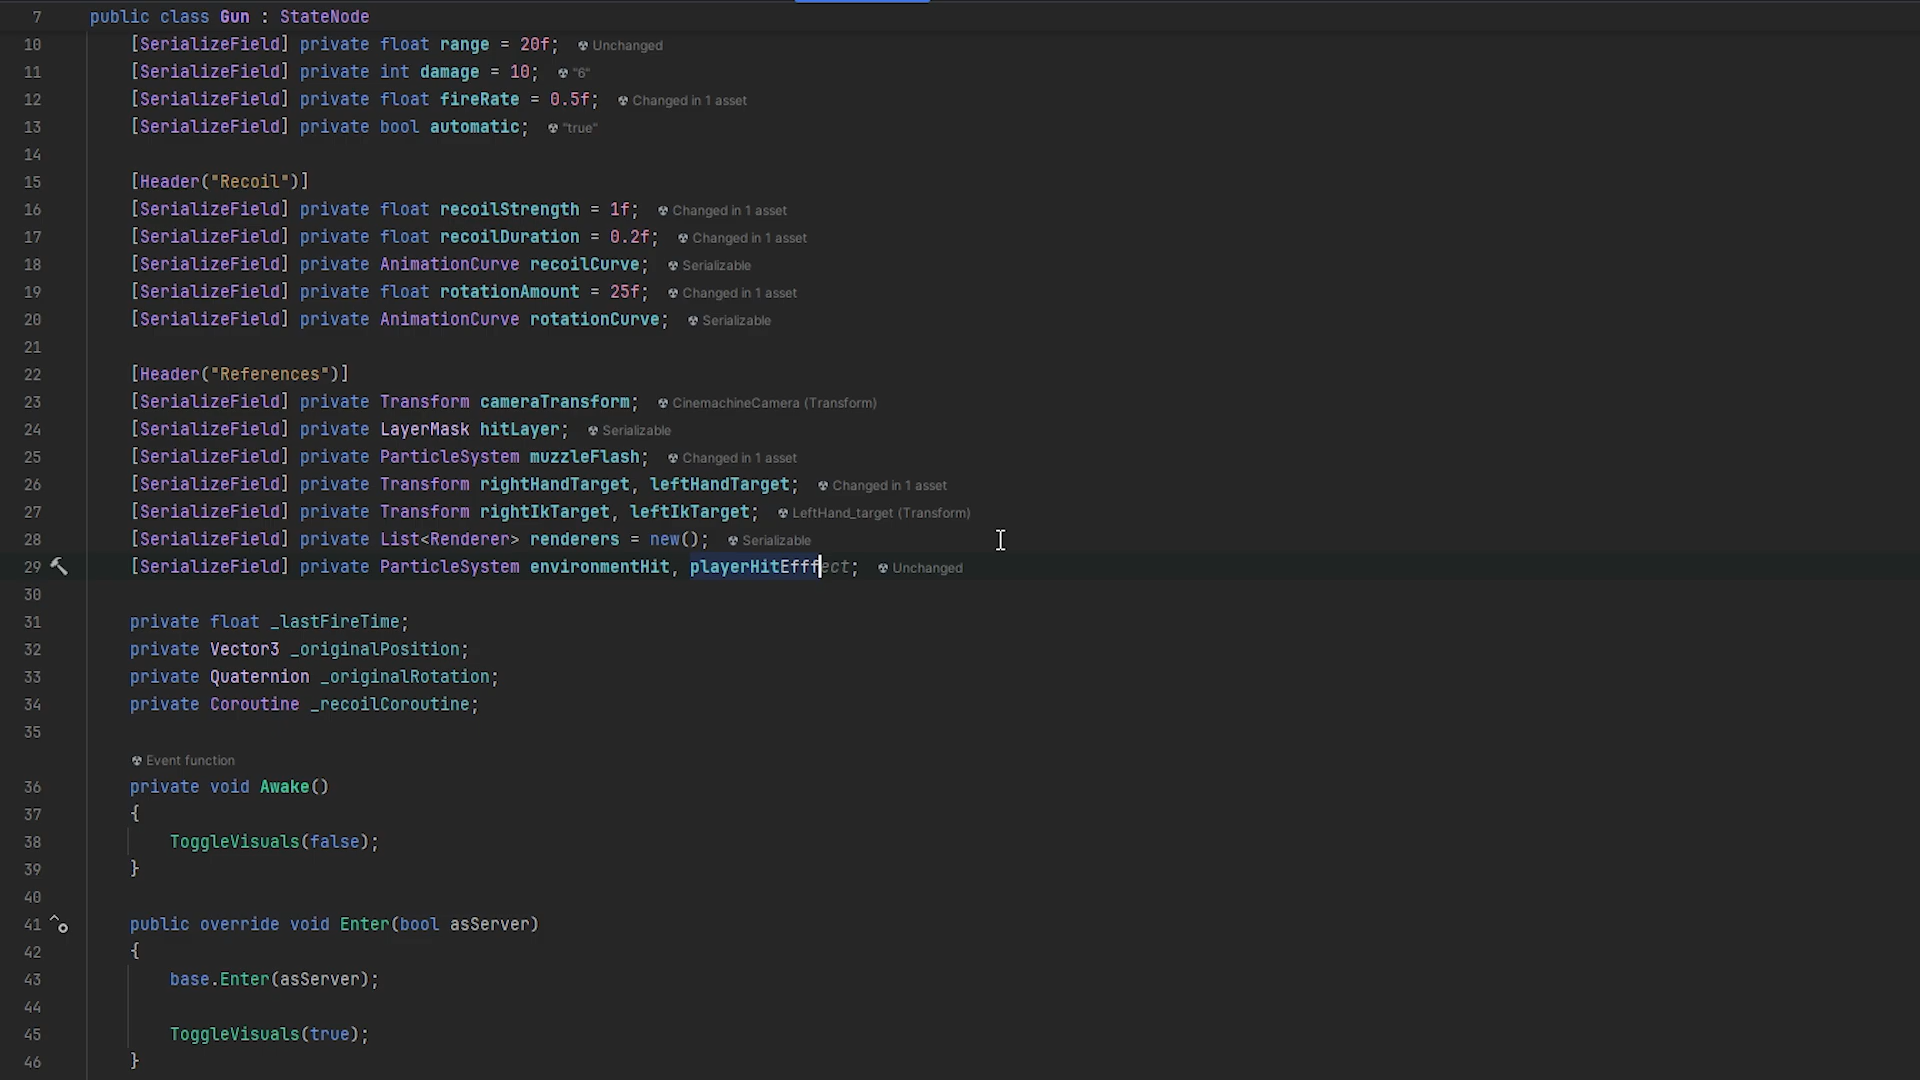 7 public class Gun : StateNode
10 [SerializeField] private float range = 20f; Unchanged
11 [SerializeField] private int damage = 10; "6"
12 [SerializeField] private float fireRate = 0.5f; Changed in 1 asset
13 [SerializeField] private bool automatic; "true"
14
15 [Header("Recoil")]
16 [SerializeField] private float recoilStrength = 1f; Changed in 1 asset
17 [SerializeField] private float recoilDuration = 0.2f; Changed in 1 asset
18 [SerializeField] private AnimationCurve recoilCurve; Serializable
19 [SerializeField] private float rotationAmount = 25f; Changed in 1 asset
20 [SerializeField] private AnimationCurve rotationCurve; Serializable
21
22 [Header("References")]
23 [SerializeField] private Transform cameraTransform; CinemachineCamera (Transform)
24 [SerializeField] private LayerMask hitLayer; Serializable
25 [SerializeField] private ParticleSystem muzzleFlash; Changed in 1 asset
26 [SerializeField] private Transform rightHandTarget, leftHandTarget; Changed in 1 asset
27 [SerializeField] private Transform rightIkTarget, leftIkTarget; LeftHand_target (Transform)
28 [SerializeField] private List<Renderer> renderers = new(); Serializable
29 [SerializeField] private ParticleSystem environmentHit, playerHitEfffect; Unchanged
30
31 private float _lastFireTime;
32 private Vector3 _originalPosition;
33 private Quaternion _originalRotation;
34 private Coroutine _recoilCoroutine;
35
Event function
36 private void Awake()
37 {
38 ToggleVisuals(false);
39 }
40
41 public override void Enter(bool asServer)
42 {
43 base.Enter(asServer);
44
45 ToggleVisuals(true);
46 }